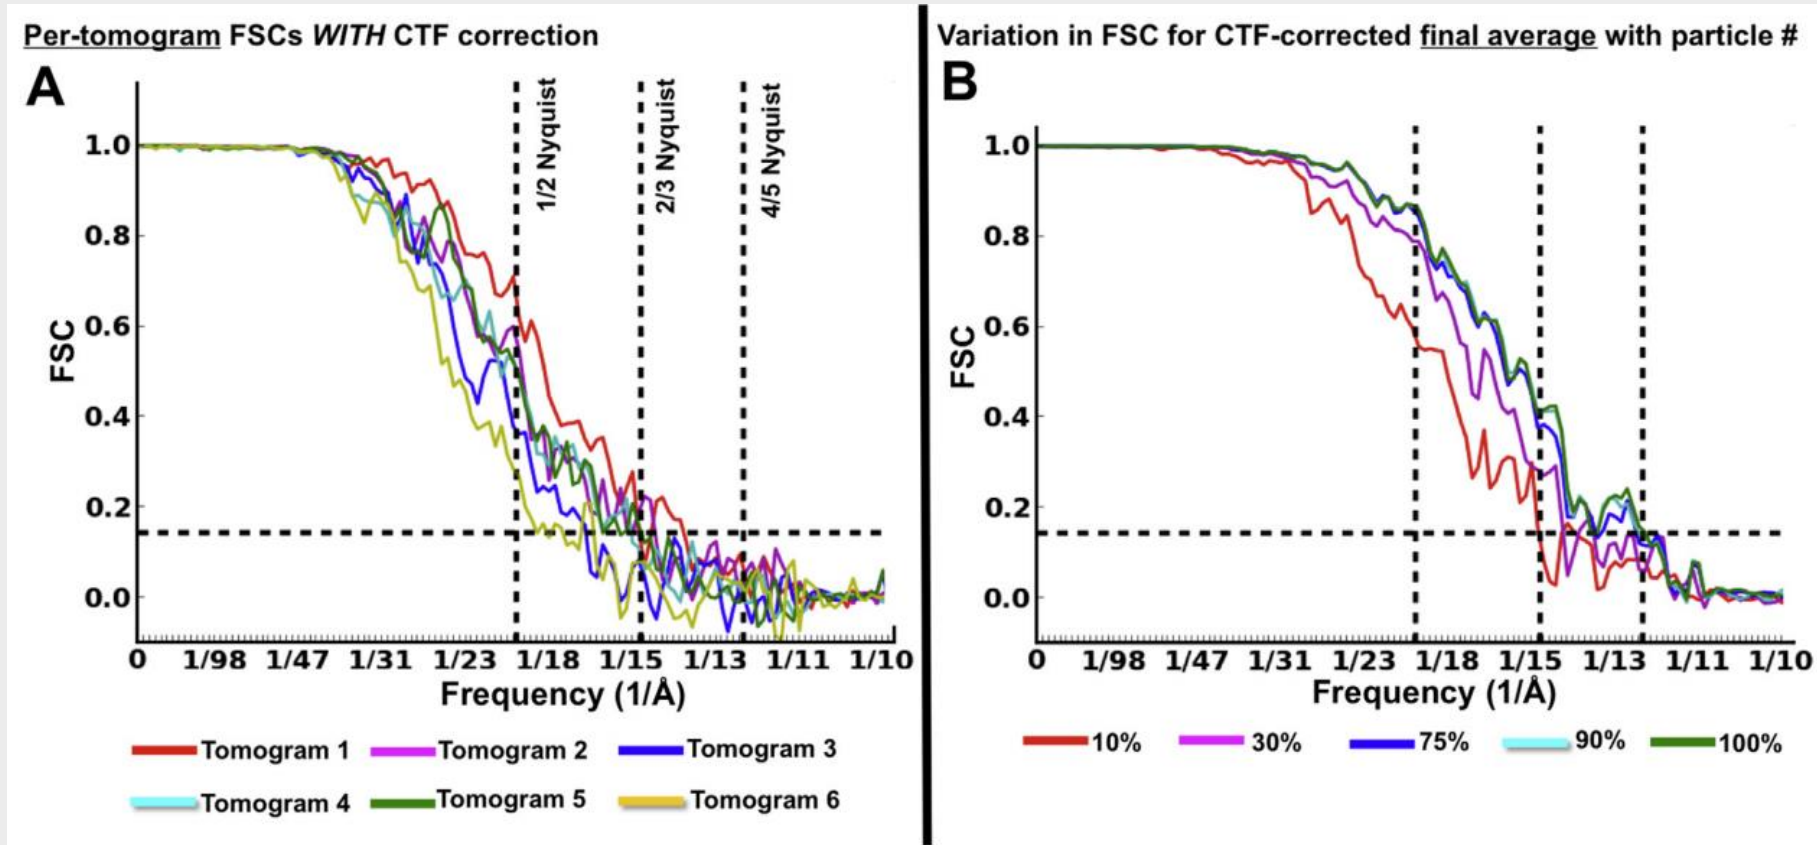 Per-tomogram FSCs WITH CTF correction
A
1/2 Nyquist
2/3 Nyquist
4/5 Nyquist
1.0
0.8
0.6
0.4
0.2
0.0
FSC
0 1/98 1/47 1/31 1/23 1/18 1/15 1/13 1/11 1/10
Frequency (1/Å)
Tomogram 1 Tomogram 2 Tomogram 3
Tomogram 4 Tomogram 5 Tomogram 6
Variation in FSC for CTF-corrected final average with particle #
B
1.0
0.8
0.6
0.4
0.2
0.0
FSC
0 1/98 1/47 1/31 1/23 1/18 1/15 1/13 1/11 1/10
Frequency (1/Å)
10% 30% 75% 90% 100%